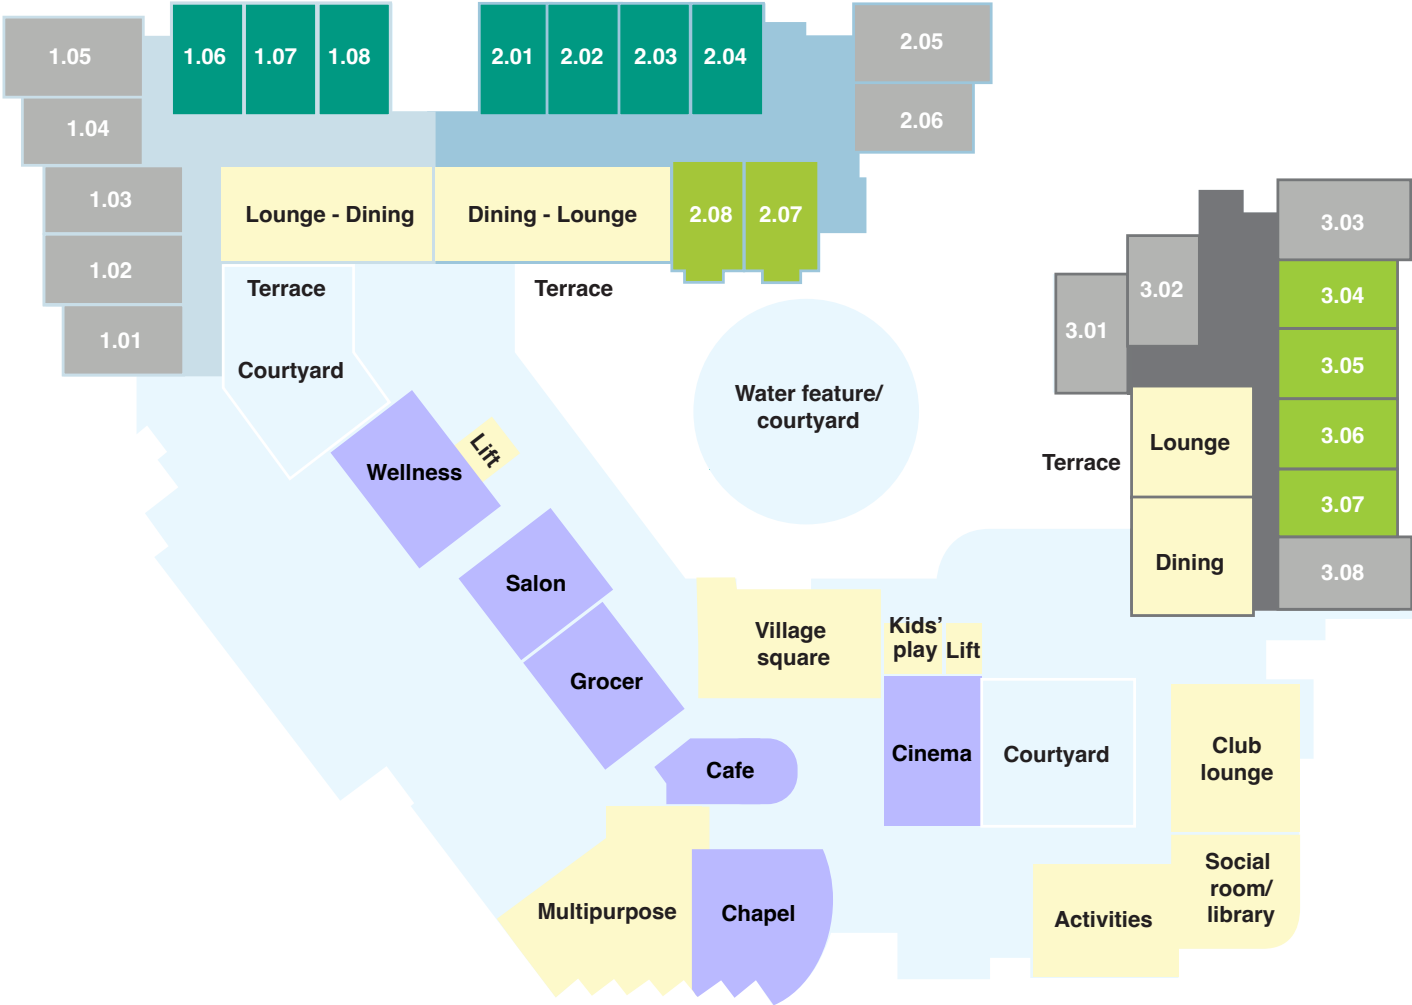 1.05
1.06
1.07
1.08
2.01
2.02
2.03
2.04
2.05
1.04
2.06
1.03
Lounge - Dining
Dining - Lounge
2.08
2.07
3.03
1.02
Terrace
Terrace
3.02
3.04
1.01
3.01
Courtyard
3.05
Water feature/
courtyard
Lounge
3.06
Wellness
Lift
Terrace
3.07
Dining
3.08
Salon
Village
square
Kids’
play
Lift
Grocer
Cafe
Cinema
Courtyard
Club
lounge
Multipurpose
Chapel
Activities
Social
room/
library